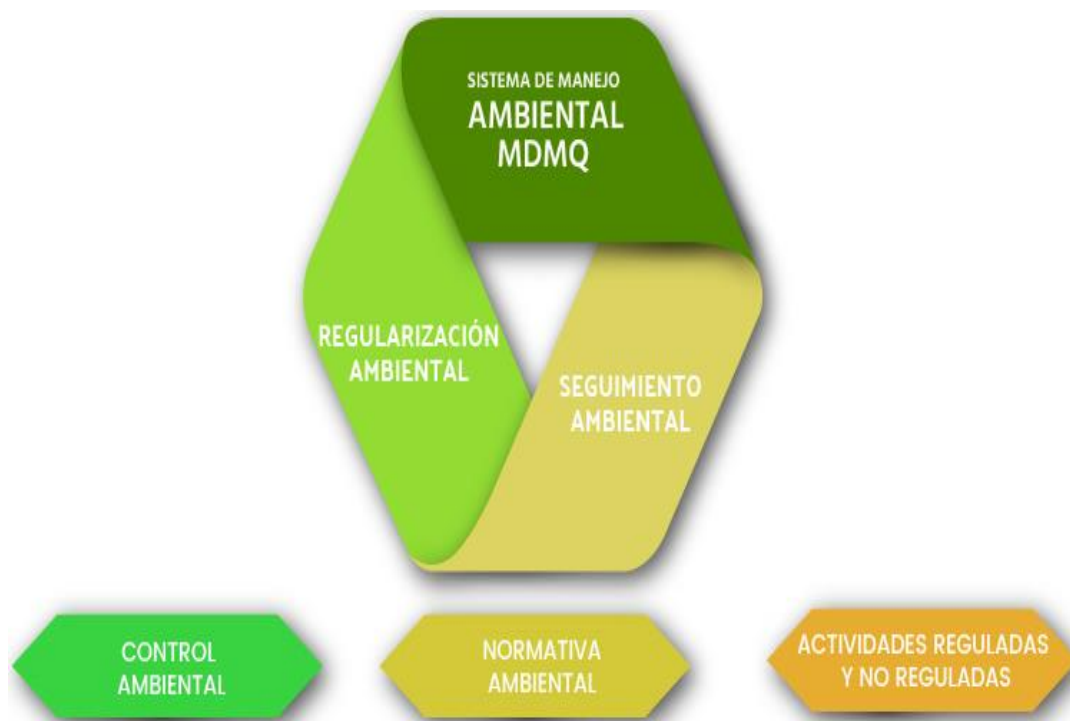 SISTEMA DE MANEJO
AMBIENTAL
MDMQ
REGULARIZACIÓN
AMBIENTAL
SEGUIMIENTO
AMBIENTAL
CONTROL
AMBIENTAL
NORMATIVA
AMBIENTAL
ACTIVIDADES REGULADAS
Y NO REGULADAS